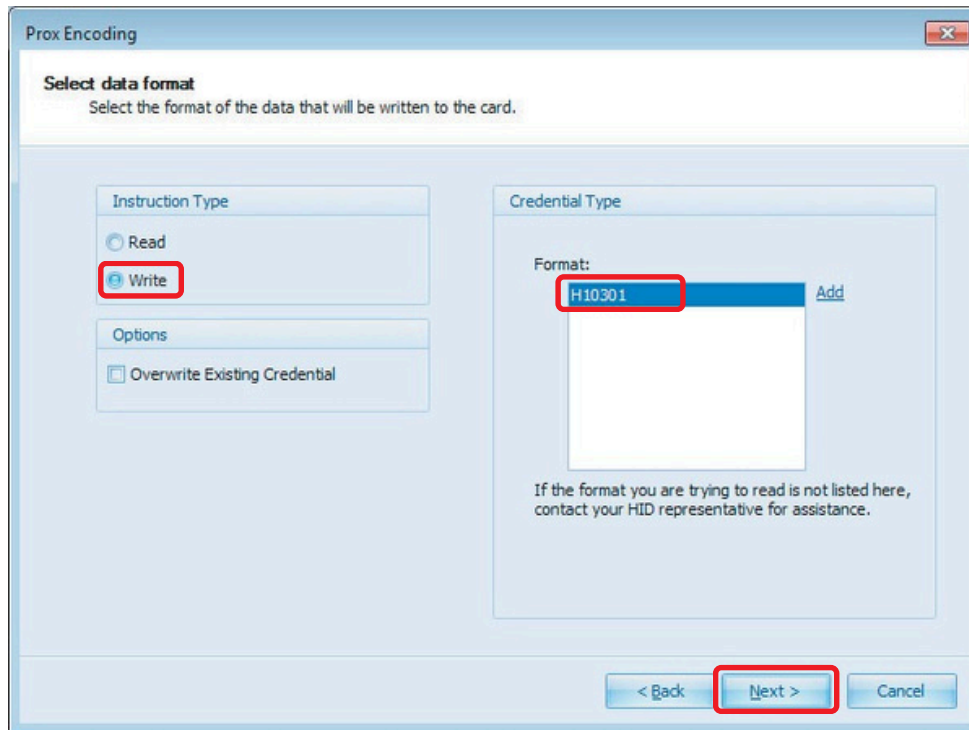 Prox Encoding
Select data format
Select the format of the data that will be written to the card.
Instruction Type
Read
Write
Options
Overwrite Existing Credential
Credential Type
Format:
H10301
Add
If the format you are trying to read is not listed here,
contact your HID representative for assistance.
< Back
Next >
Cancel